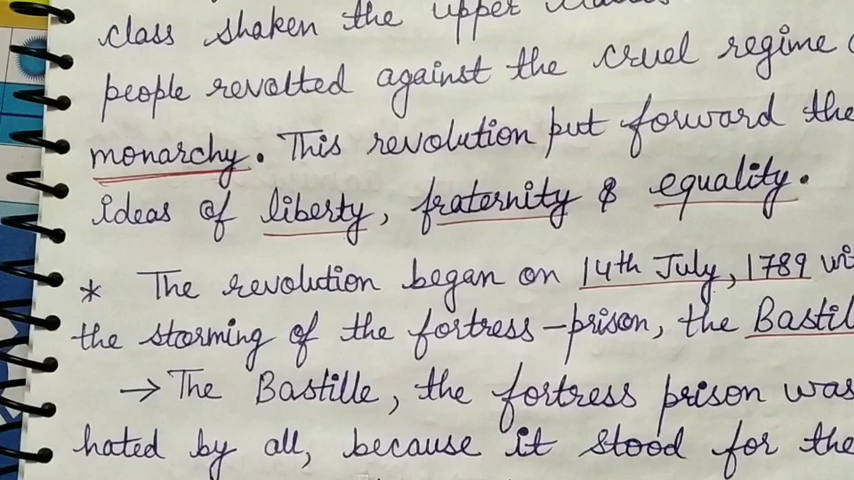 class shaken the upper
people revolted against the cruel regime
monarchy. This revolution put forward the
ideas of liberty, fraternity & equality.
* The revolution began on 14th July, 1789
the storming of the fortress-prison, the Bastil
→ The Bastille, the fortress prison was
hated by all, because it stood for the